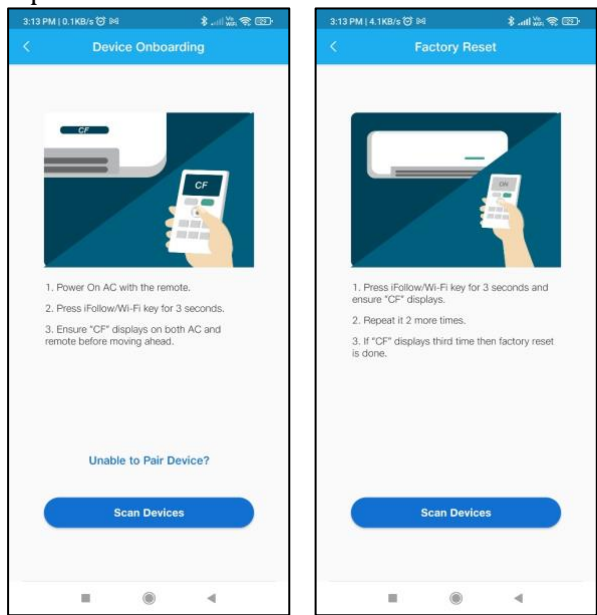 3:13 PM | 0.1KB/s
Device Onboarding
CF
CF
1. Power On AC with the remote.
2. Press iFollow/Wi-Fi key for 3 seconds.
3. Ensure "CF" displays on both AC and
remote before moving ahead.
Unable to Pair Device?
Scan Devices
3:13 PM | 4.1KB/s
Factory Reset
ON
1. Press iFollow/Wi-Fi key for 3 seconds and
ensure "CF" displays.
2. Repeat it 2 more times.
3. If "CF" displays third time then factory reset
is done.
Scan Devices